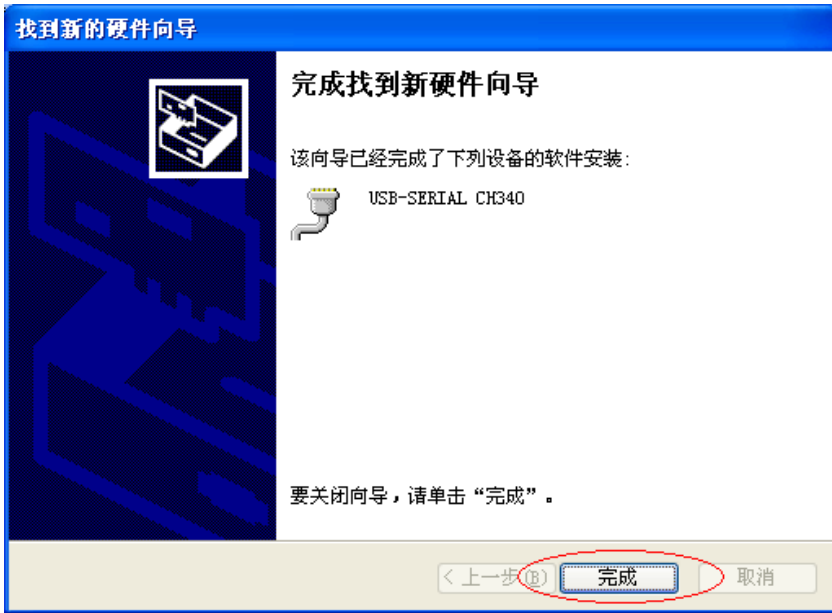 找到新的硬件向导
完成找到新硬件向导
该向导已经完成了下列设备的软件安装:
USB-SERIAL CH340
要关闭向导，请单击“完成”。
< 上一步(B)
完成
取消